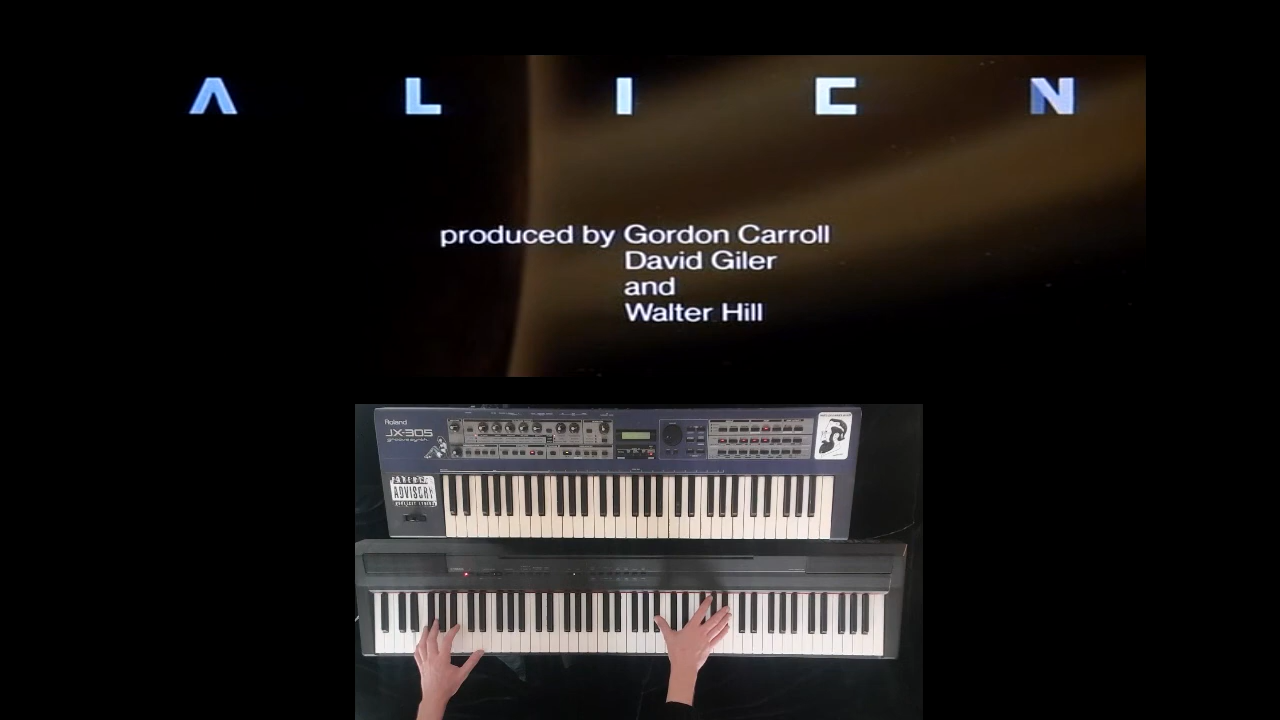 A L I E N
produced by Gordon Carroll
David Giler
and
Walter Hill
Roland
JX-305
ADVISORY